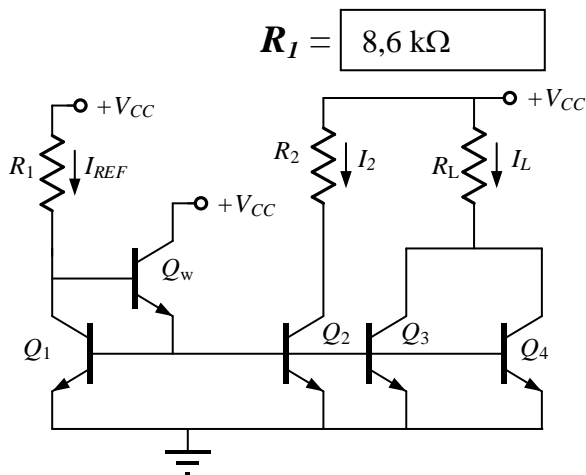 R1 = 8,6 kΩ
+VCC
+VCC
R1
IREF
R2
I2
RL
IL
+VCC
Qw
Q1
Q2
Q3
Q4